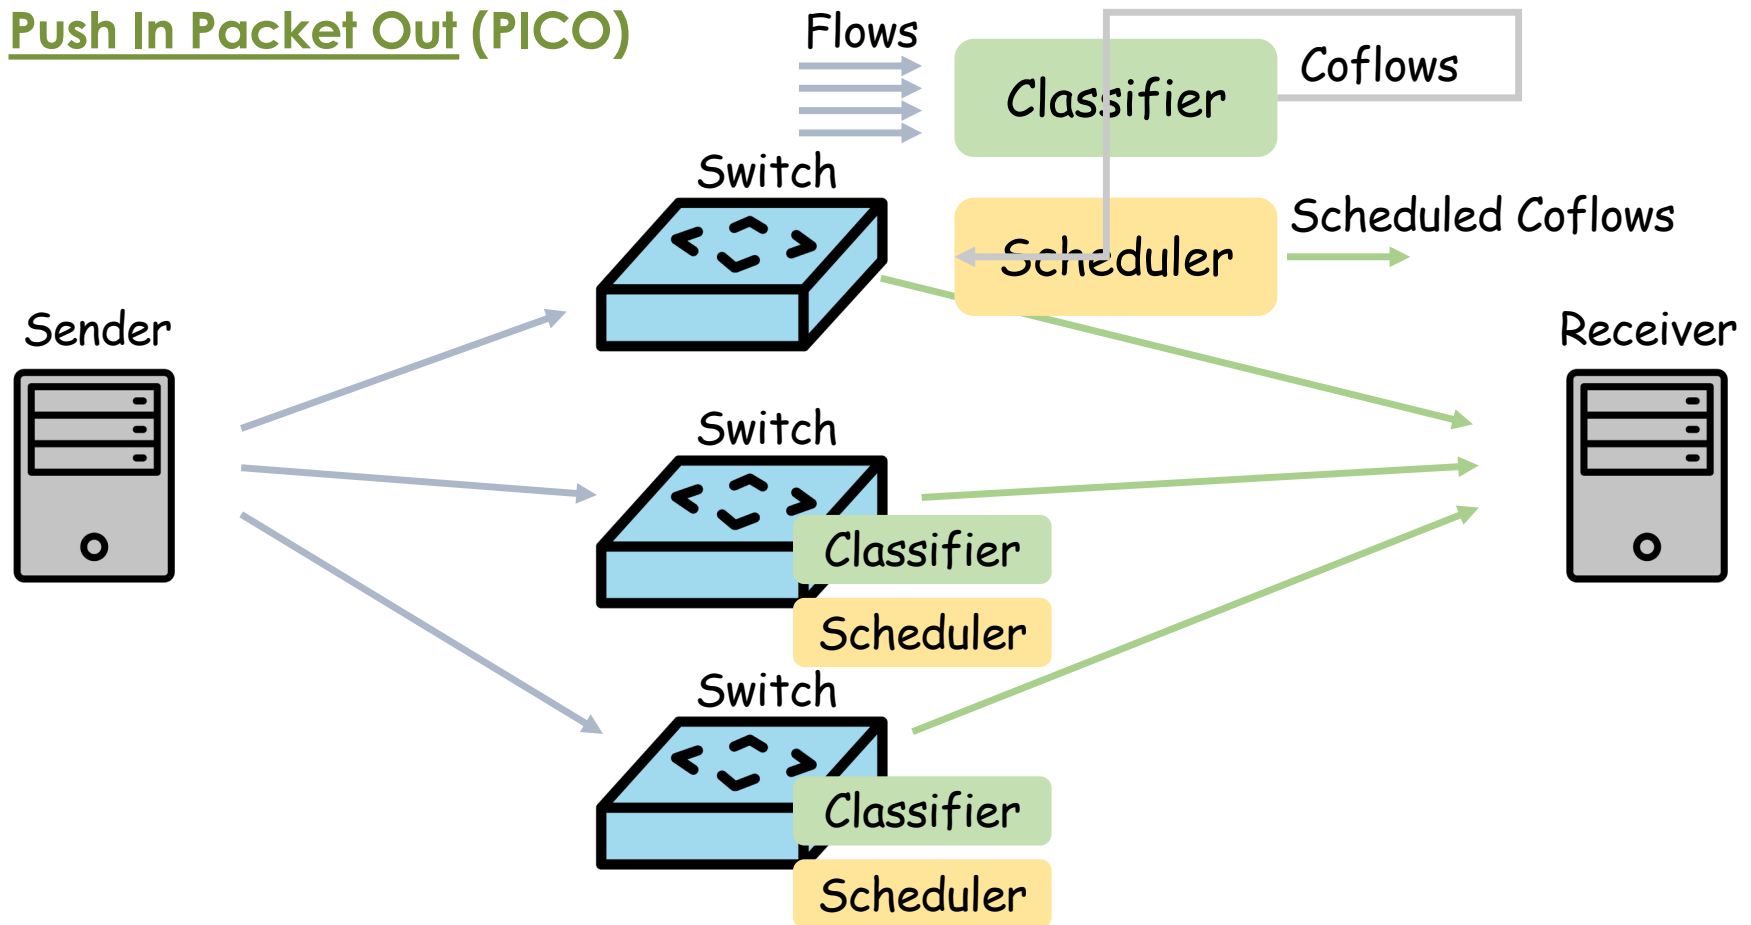 Push In Packet Out (PICO)
Flows
Classifier
Coflows
Switch
Scheduler
Scheduled Coflows
Sender
Receiver
Switch
Classifier
Scheduler
Switch
Classifier
Scheduler